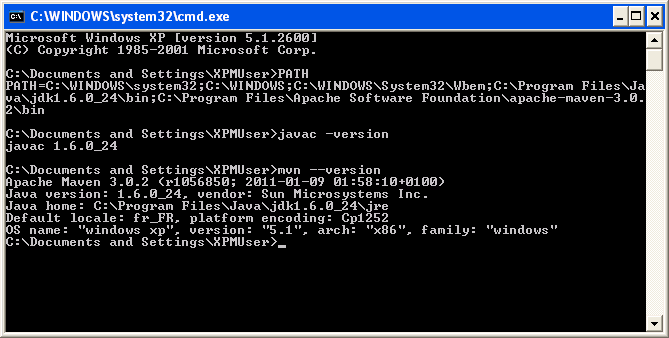 C:\WINDOWS\system32\cmd.exe
Microsoft Windows XP [version 5.1.2600]
(C) Copyright 1985-2001 Microsoft Corp.
C:\Documents and Settings\XPMUser>PATH
PATH=C:\WINDOWS\system32;C:\WINDOWS;C:\WINDOWS\System32\Wbem;C:\Program Files\Ja
va\jdk1.6.0_24\bin;C:\Program Files\Apache Software Foundation\apache-maven-3.0.
2\bin
C:\Documents and Settings\XPMUser>javac -version
javac 1.6.0_24
C:\Documents and Settings\XPMUser>mvn --version
Apache Maven 3.0.2 (r1056850; 2011-01-09 01:58:10+0100)
Java version: 1.6.0_24, vendor: Sun Microsystems Inc.
Java home: C:\Program Files\Java\jdk1.6.0_24\jre
Default locale: fr_FR, platform encoding: Cp1252
OS name: "windows xp", version: "5.1", arch: "x86", family: "windows"
C:\Documents and Settings\XPMUser>_